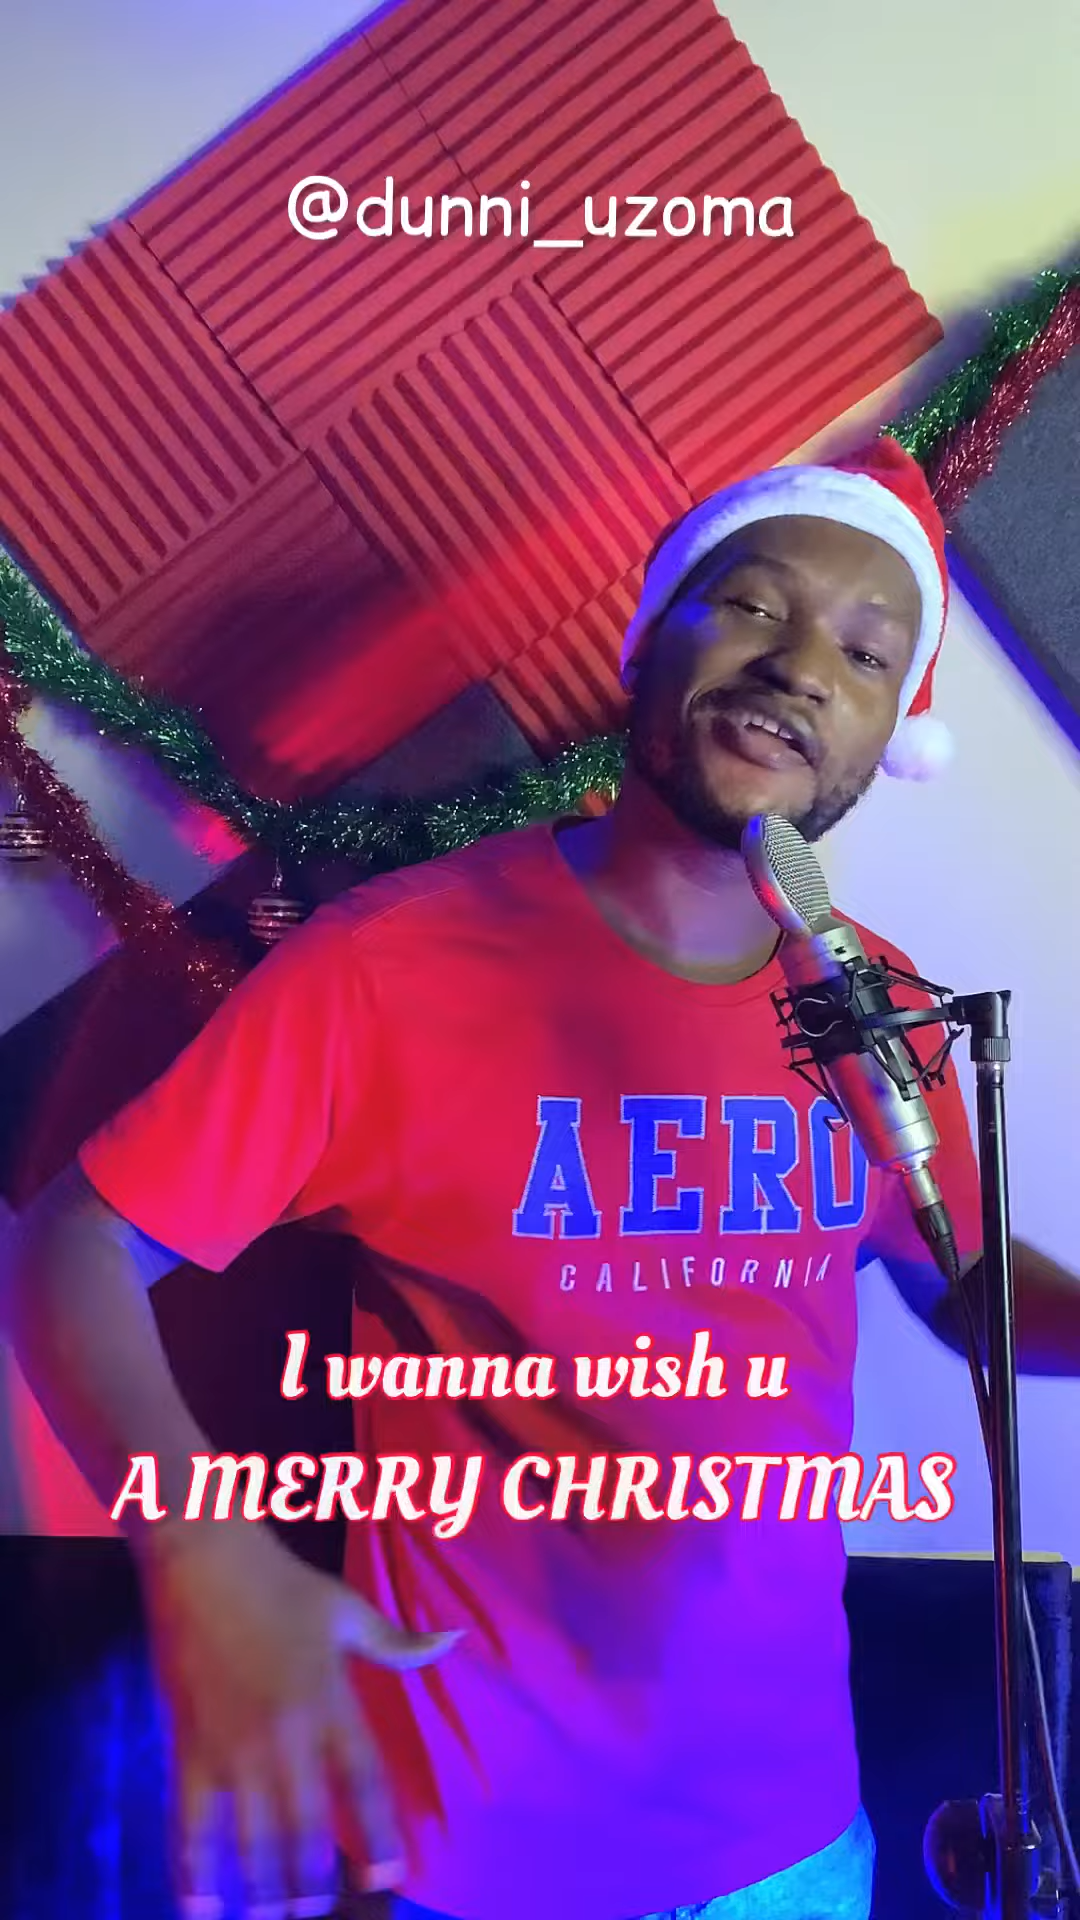 @dunni_uzoma
AERO
CALIFORNIA
I wanna wish u
A MERRY CHRISTMAS